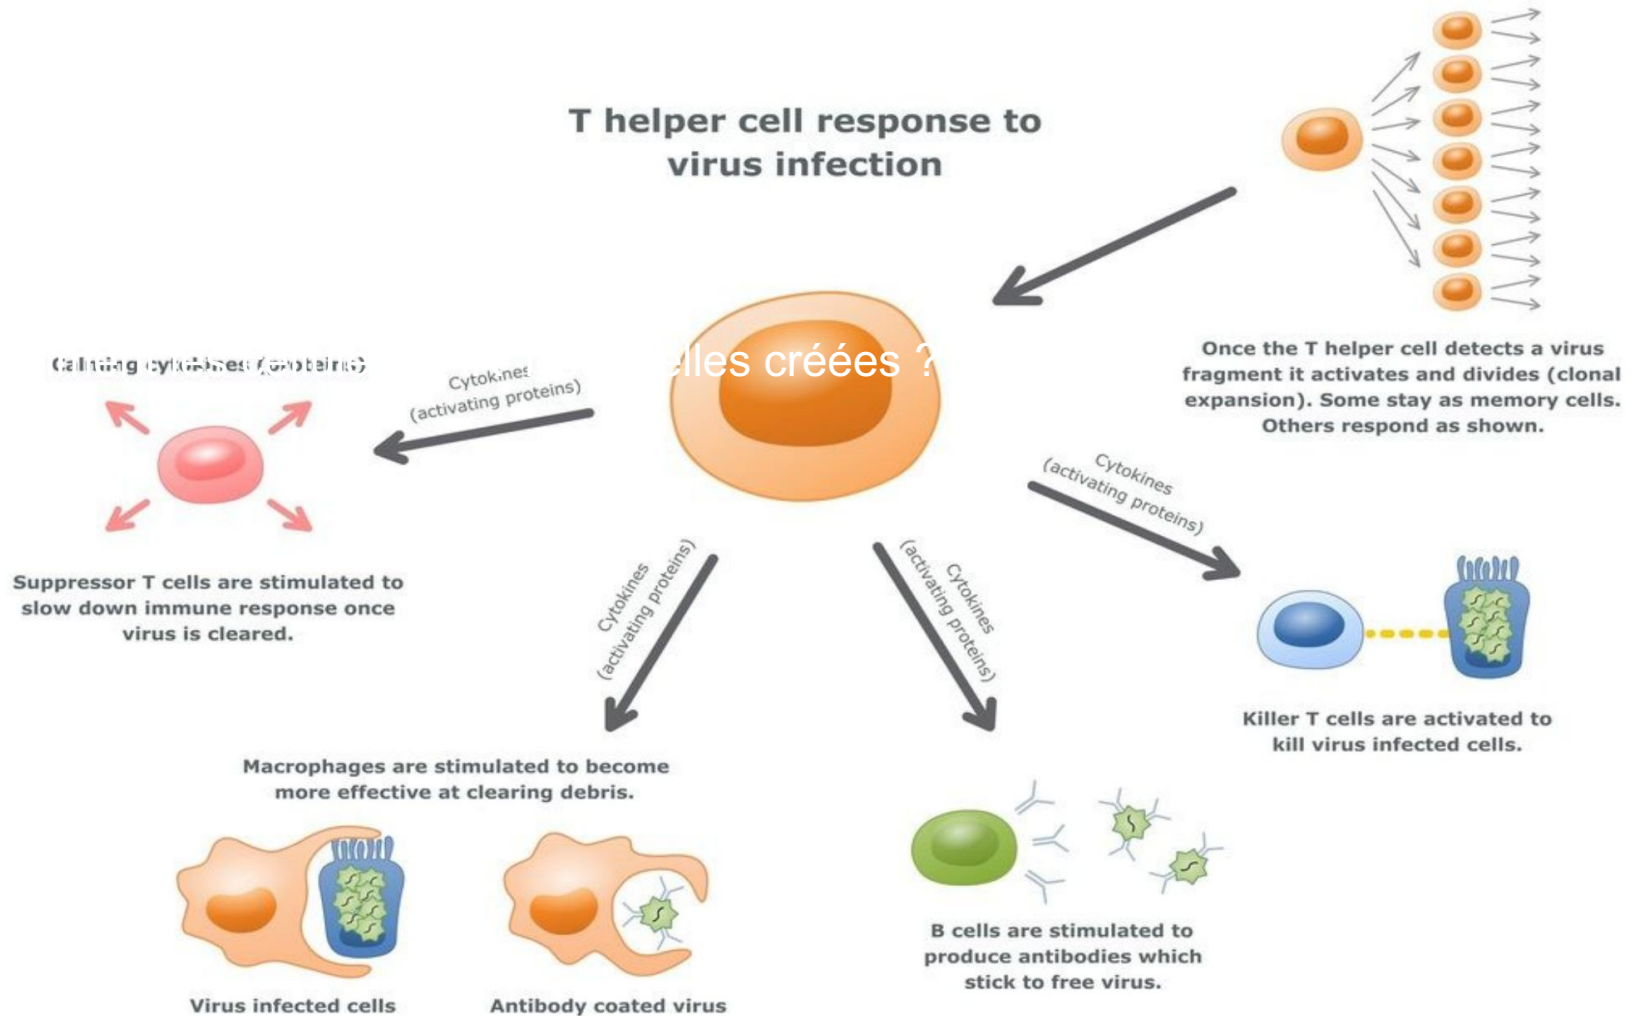 T helper cell response to
virus infection
Once the T helper cell detects a virus
fragment it activates and divides (clonal
expansion). Some stay as memory cells.
Others respond as shown.
Calming cytokines (proteins)
elles créées ?
Cytokines
(activating proteins)
Suppressor T cells are stimulated to
slow down immune response once
virus is cleared.
Cytokines
(activating proteins)
Cytokines
(activating proteins)
Cytokines
(activating proteins)
Killer T cells are activated to
kill virus infected cells.
Macrophages are stimulated to become
more effective at clearing debris.
B cells are stimulated to
produce antibodies which
stick to free virus.
Virus infected cells
Antibody coated virus